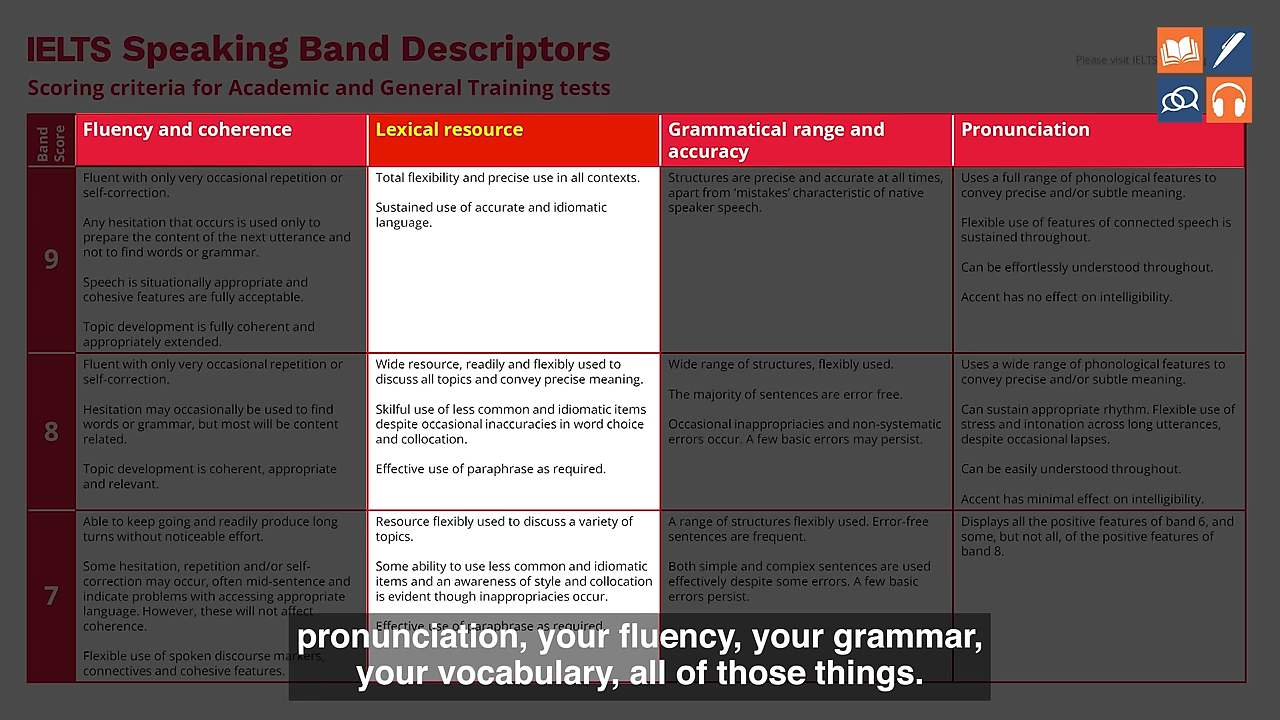 IELTS Speaking Band Descriptors
Please visit IELTS
Scoring criteria for Academic and General Training tests
Band
Score
Fluency and coherence
Lexical resource
Grammatical range and
accuracy
Pronunciation
9
Fluent with only very occasional repetition or
self-correction.
Any hesitation that occurs is used only to
prepare the content of the next utterance and
not to find words or grammar.
Speech is situationally appropriate and
cohesive features are fully acceptable.
Topic development is fully coherent and
appropriately extended.
Total flexibility and precise use in all contexts.
Sustained use of accurate and idiomatic
language.
Structures are precise and accurate at all times,
apart from ‘mistakes’ characteristic of native
speaker speech.
Uses a full range of phonological features to
convey precise and/or subtle meaning.
Flexible use of features of connected speech is
sustained throughout.
Can be effortlessly understood throughout.
Accent has no effect on intelligibility.
8
Fluent with only very occasional repetition or
self-correction.
Hesitation may occasionally be used to find
words or grammar, but most will be content
related.
Topic development is coherent, appropriate
and relevant.
Wide resource, readily and flexibly used to
discuss all topics and convey precise meaning.
Skilful use of less common and idiomatic items
despite occasional inaccuracies in word choice
and collocation.
Effective use of paraphrase as required.
Wide range of structures, flexibly used.
The majority of sentences are error free.
Occasional inappropriacies and non-systematic
errors occur. A few basic errors may persist.
Uses a wide range of phonological features to
convey precise and/or subtle meaning.
Can sustain appropriate rhythm. Flexible use of
stress and intonation across long utterances,
despite occasional lapses.
Can be easily understood throughout.
Accent has minimal effect on intelligibility.
7
Able to keep going and readily produce long
turns without noticeable effort.
Some hesitation, repetition and/or self-
correction may occur, often mid-sentence and
indicate problems with accessing appropriate
language. However, these will not affect
coherence.
Flexible use of spoken discourse markers,
connectives and cohesive features.
Resource flexibly used to discuss a variety of
topics.
Some ability to use less common and idiomatic
items and an awareness of style and collocation
is evident though inappropriacies occur.
Effective use of paraphrase as required.
A range of structures flexibly used. Error-free
sentences are frequent.
Both simple and complex sentences are used
effectively despite some errors. A few basic
errors persist.
Displays all the positive features of band 6, and
some, but not all, of the positive features of
band 8.
pronunciation, your fluency, your grammar,
your vocabulary, all of those things.